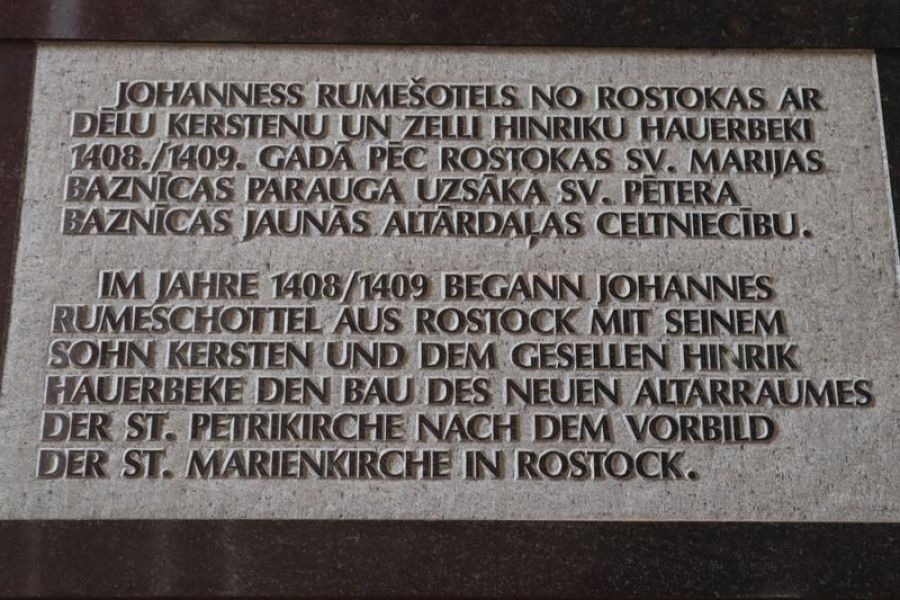 JOHANNESS RUMEŠOTELS NO ROSTOKAS AR
DĒLU KERSTENU UN ZELLI HINRIKU HAUERBEKI
1408./1409. GADĀ PĒC ROSTOKAS SV. MARIJAS
BAZNĪCAS PARAUGA UZSĀKA SV. PĒTERA
BAZNĪCAS JAUNĀS ALTĀRDAĻAS CELTNIECĪBU.
IM JAHRE 1408/1409 BEGANN JOHANNES
RUMESCHOTTEL AUS ROSTOCK MIT SEINEM
SOHN KERSTEN UND DEM GESELLEN HINRIK
HAUERBEKE DEN BAU DES NEUEN ALTARRAUMES
DER ST. PETRIKIRCHE NACH DEM VORBILD
DER ST. MARIENKIRCHE IN ROSTOCK.